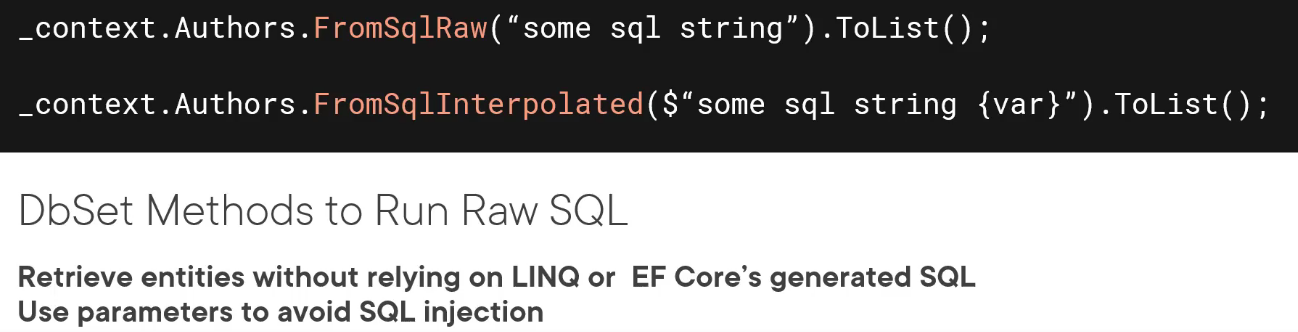 _context.Authors.FromSqlRaw(“some sql string”).ToList();
_context.Authors.FromSqlInterpolated($“some sql string {var}”).ToList();
DbSet Methods to Run Raw SQL
Retrieve entities without relying on LINQ or  EF Core’s generated SQL
Use parameters to avoid SQL injection